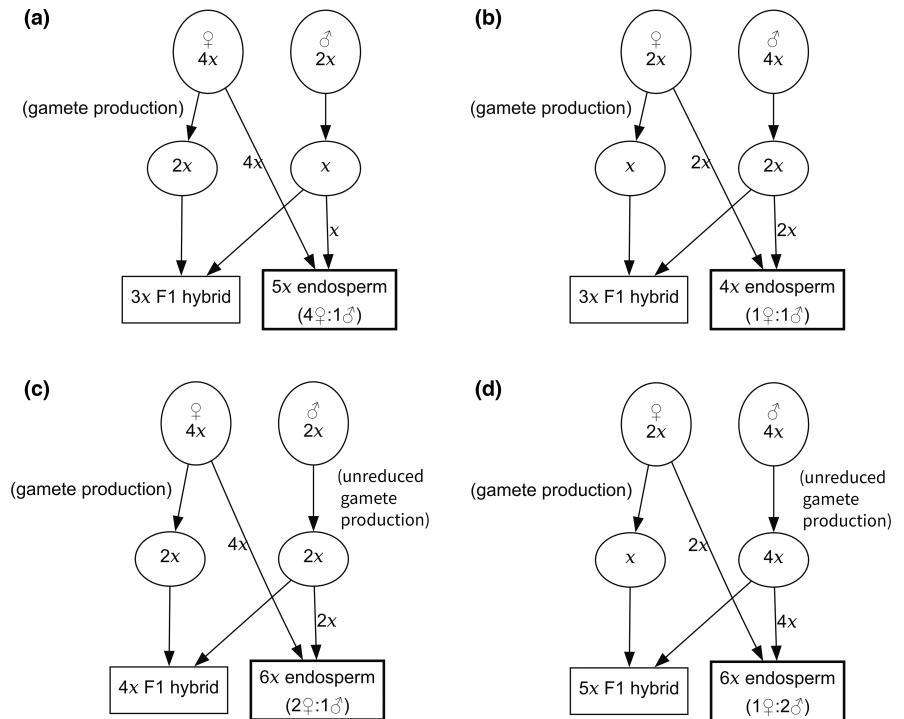 (a)
♀
4x
♂
2x
(gamete production)
2x
4x
x
x
3x F1 hybrid
5x endosperm
(4♀:1♂)
(b)
♀
2x
♂
4x
(gamete production)
x
2x
2x
2x
3x F1 hybrid
4x endosperm
(1♀:1♂)
(c)
♀
4x
♂
2x
(gamete production)
(unreduced
gamete
production)
2x
4x
2x
2x
4x F1 hybrid
6x endosperm
(2♀:1♂)
(d)
♀
2x
♂
4x
(gamete production)
(unreduced
gamete
production)
x
2x
4x
4x
5x F1 hybrid
6x endosperm
(1♀:2♂)